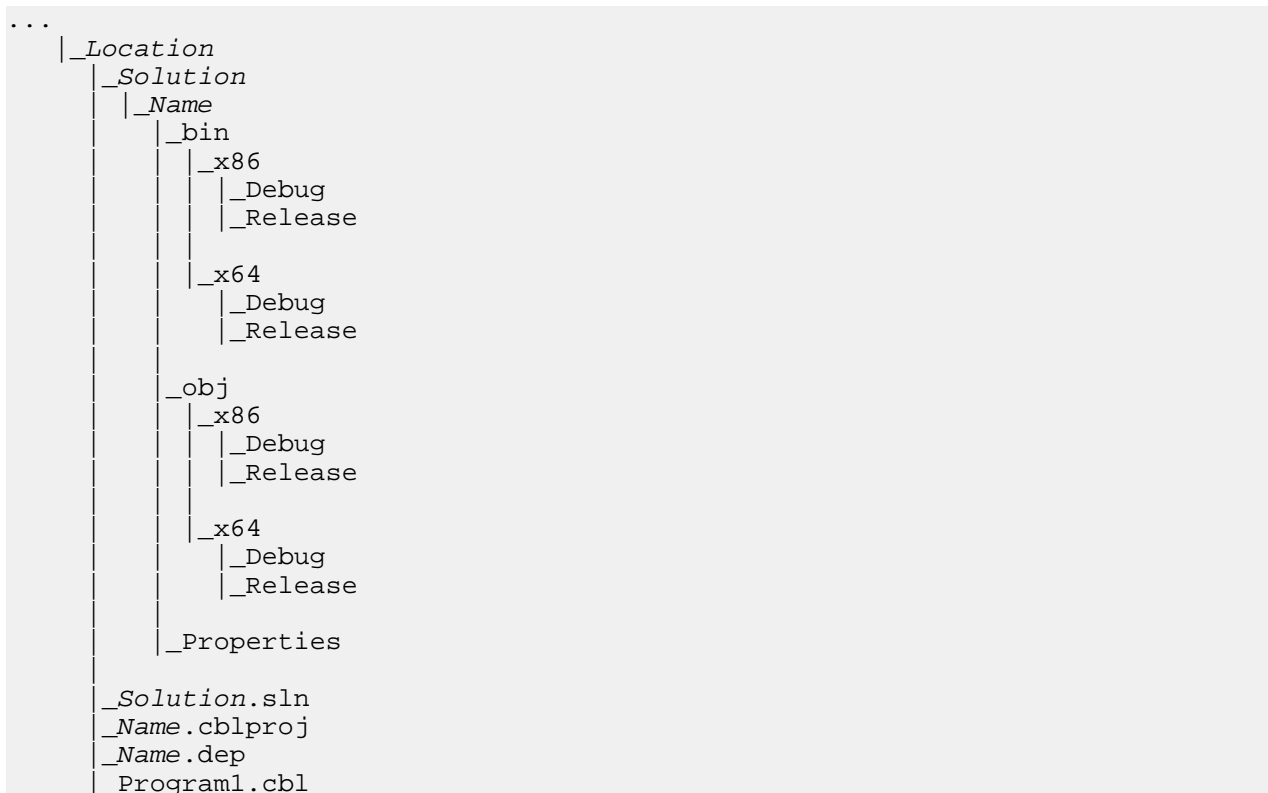 ...
   |_Location
     |_Solution
     | |_Name
     |   |_bin
     |   | |_x86
     |   | | |_Debug
     |   | | |_Release
     |   | |
     |   | |_x64
     |   |   |_Debug
     |   |   |_Release
     |   |
     |   |_obj
     |   | |_x86
     |   | | |_Debug
     |   | | |_Release
     |   | |
     |   | |_x64
     |   |   |_Debug
     |   |   |_Release
     |   |
     |   |_Properties
     |
     |_Solution.sln
     |_Name.cblproj
     |_Name.dep
     |_Program1.cbl